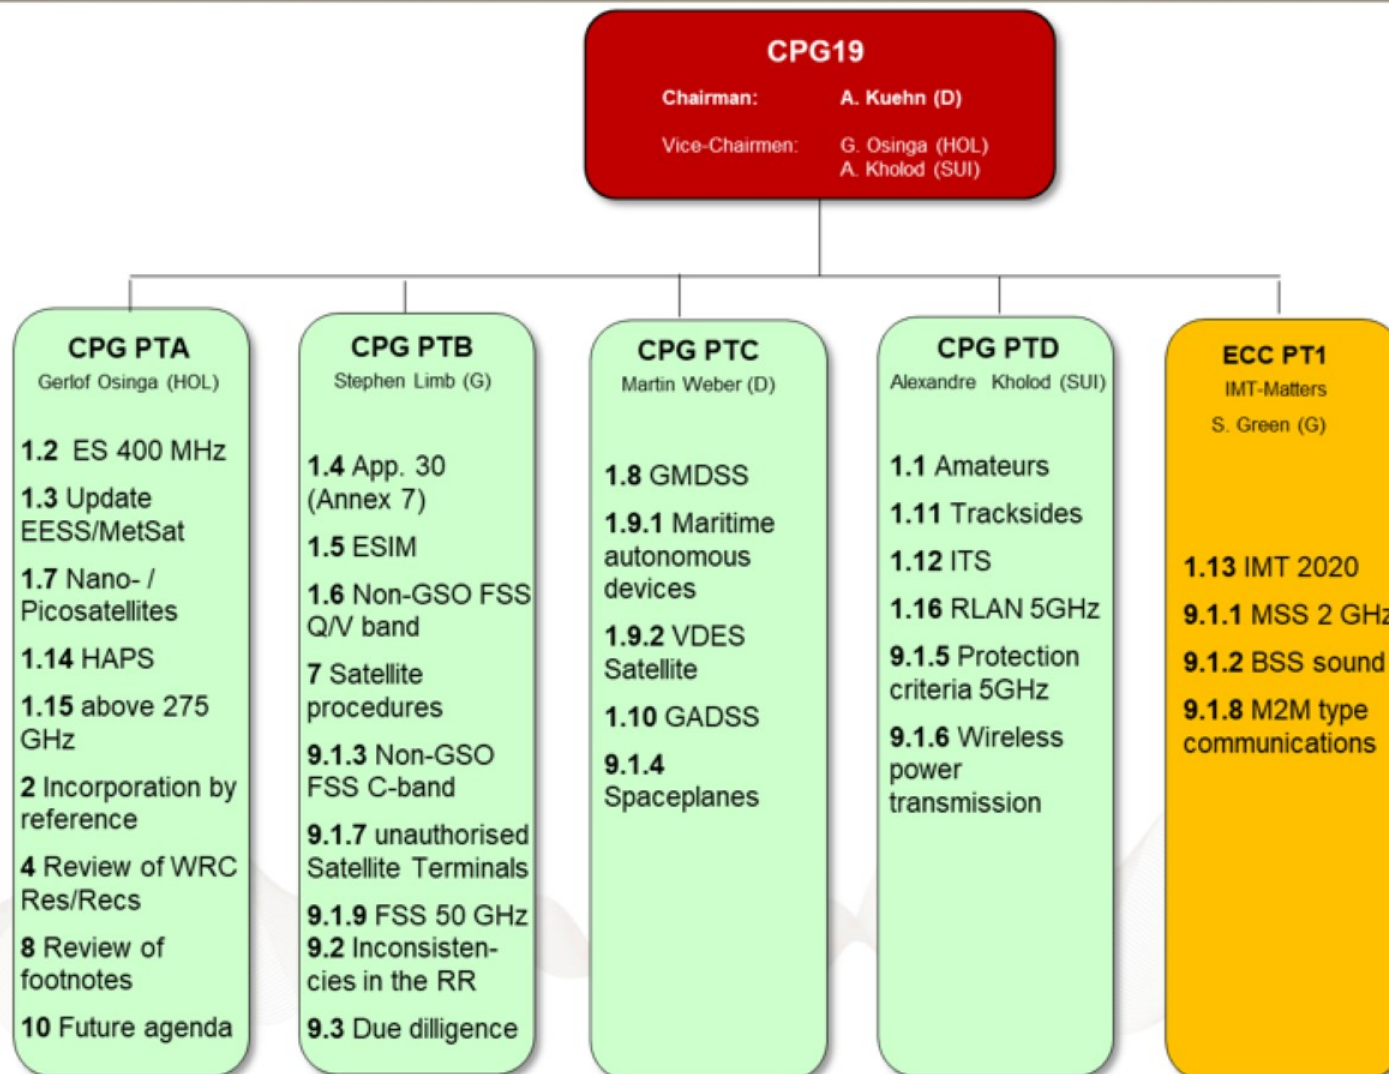 CPG19
Chairman: A. Kuehn (D)
Vice-Chairmen: G. Osinga (HOL)
A. Kholod (SUI)
CPG PTA
Gerlof Osinga (HOL)
1.2 ES 400 MHz
1.3 Update
EESS/MetSat
1.7 Nano- /
Picosatellites
1.14 HAPS
1.15 above 275
GHz
2 Incorporation by
reference
4 Review of WRC
Res/Recs
8 Review of
footnotes
10 Future agenda
CPG PTB
Stephen Limb (G)
1.4 App. 30
(Annex 7)
1.5 ESIM
1.6 Non-GSO FSS
Q/V band
7 Satellite
procedures
9.1.3 Non-GSO
FSS C-band
9.1.7 unauthorised
Satellite Terminals
9.1.9 FSS 50 GHz
9.2 Inconsisten-
cies in the RR
9.3 Due dilligence
CPG PTC
Martin Weber (D)
1.8 GMDSS
1.9.1 Maritime
autonomous
devices
1.9.2 VDES
Satellite
1.10 GADSS
9.1.4
Spaceplanes
CPG PTD
Alexandre Kholod (SUI)
1.1 Amateurs
1.11 Tracksides
1.12 ITS
1.16 RLAN 5GHz
9.1.5 Protection
criteria 5GHz
9.1.6 Wireless
power
transmission
ECC PT1
IMT-Matters
S. Green (G)
1.13 IMT 2020
9.1.1 MSS 2 GHz
9.1.2 BSS sound
9.1.8 M2M type
communications